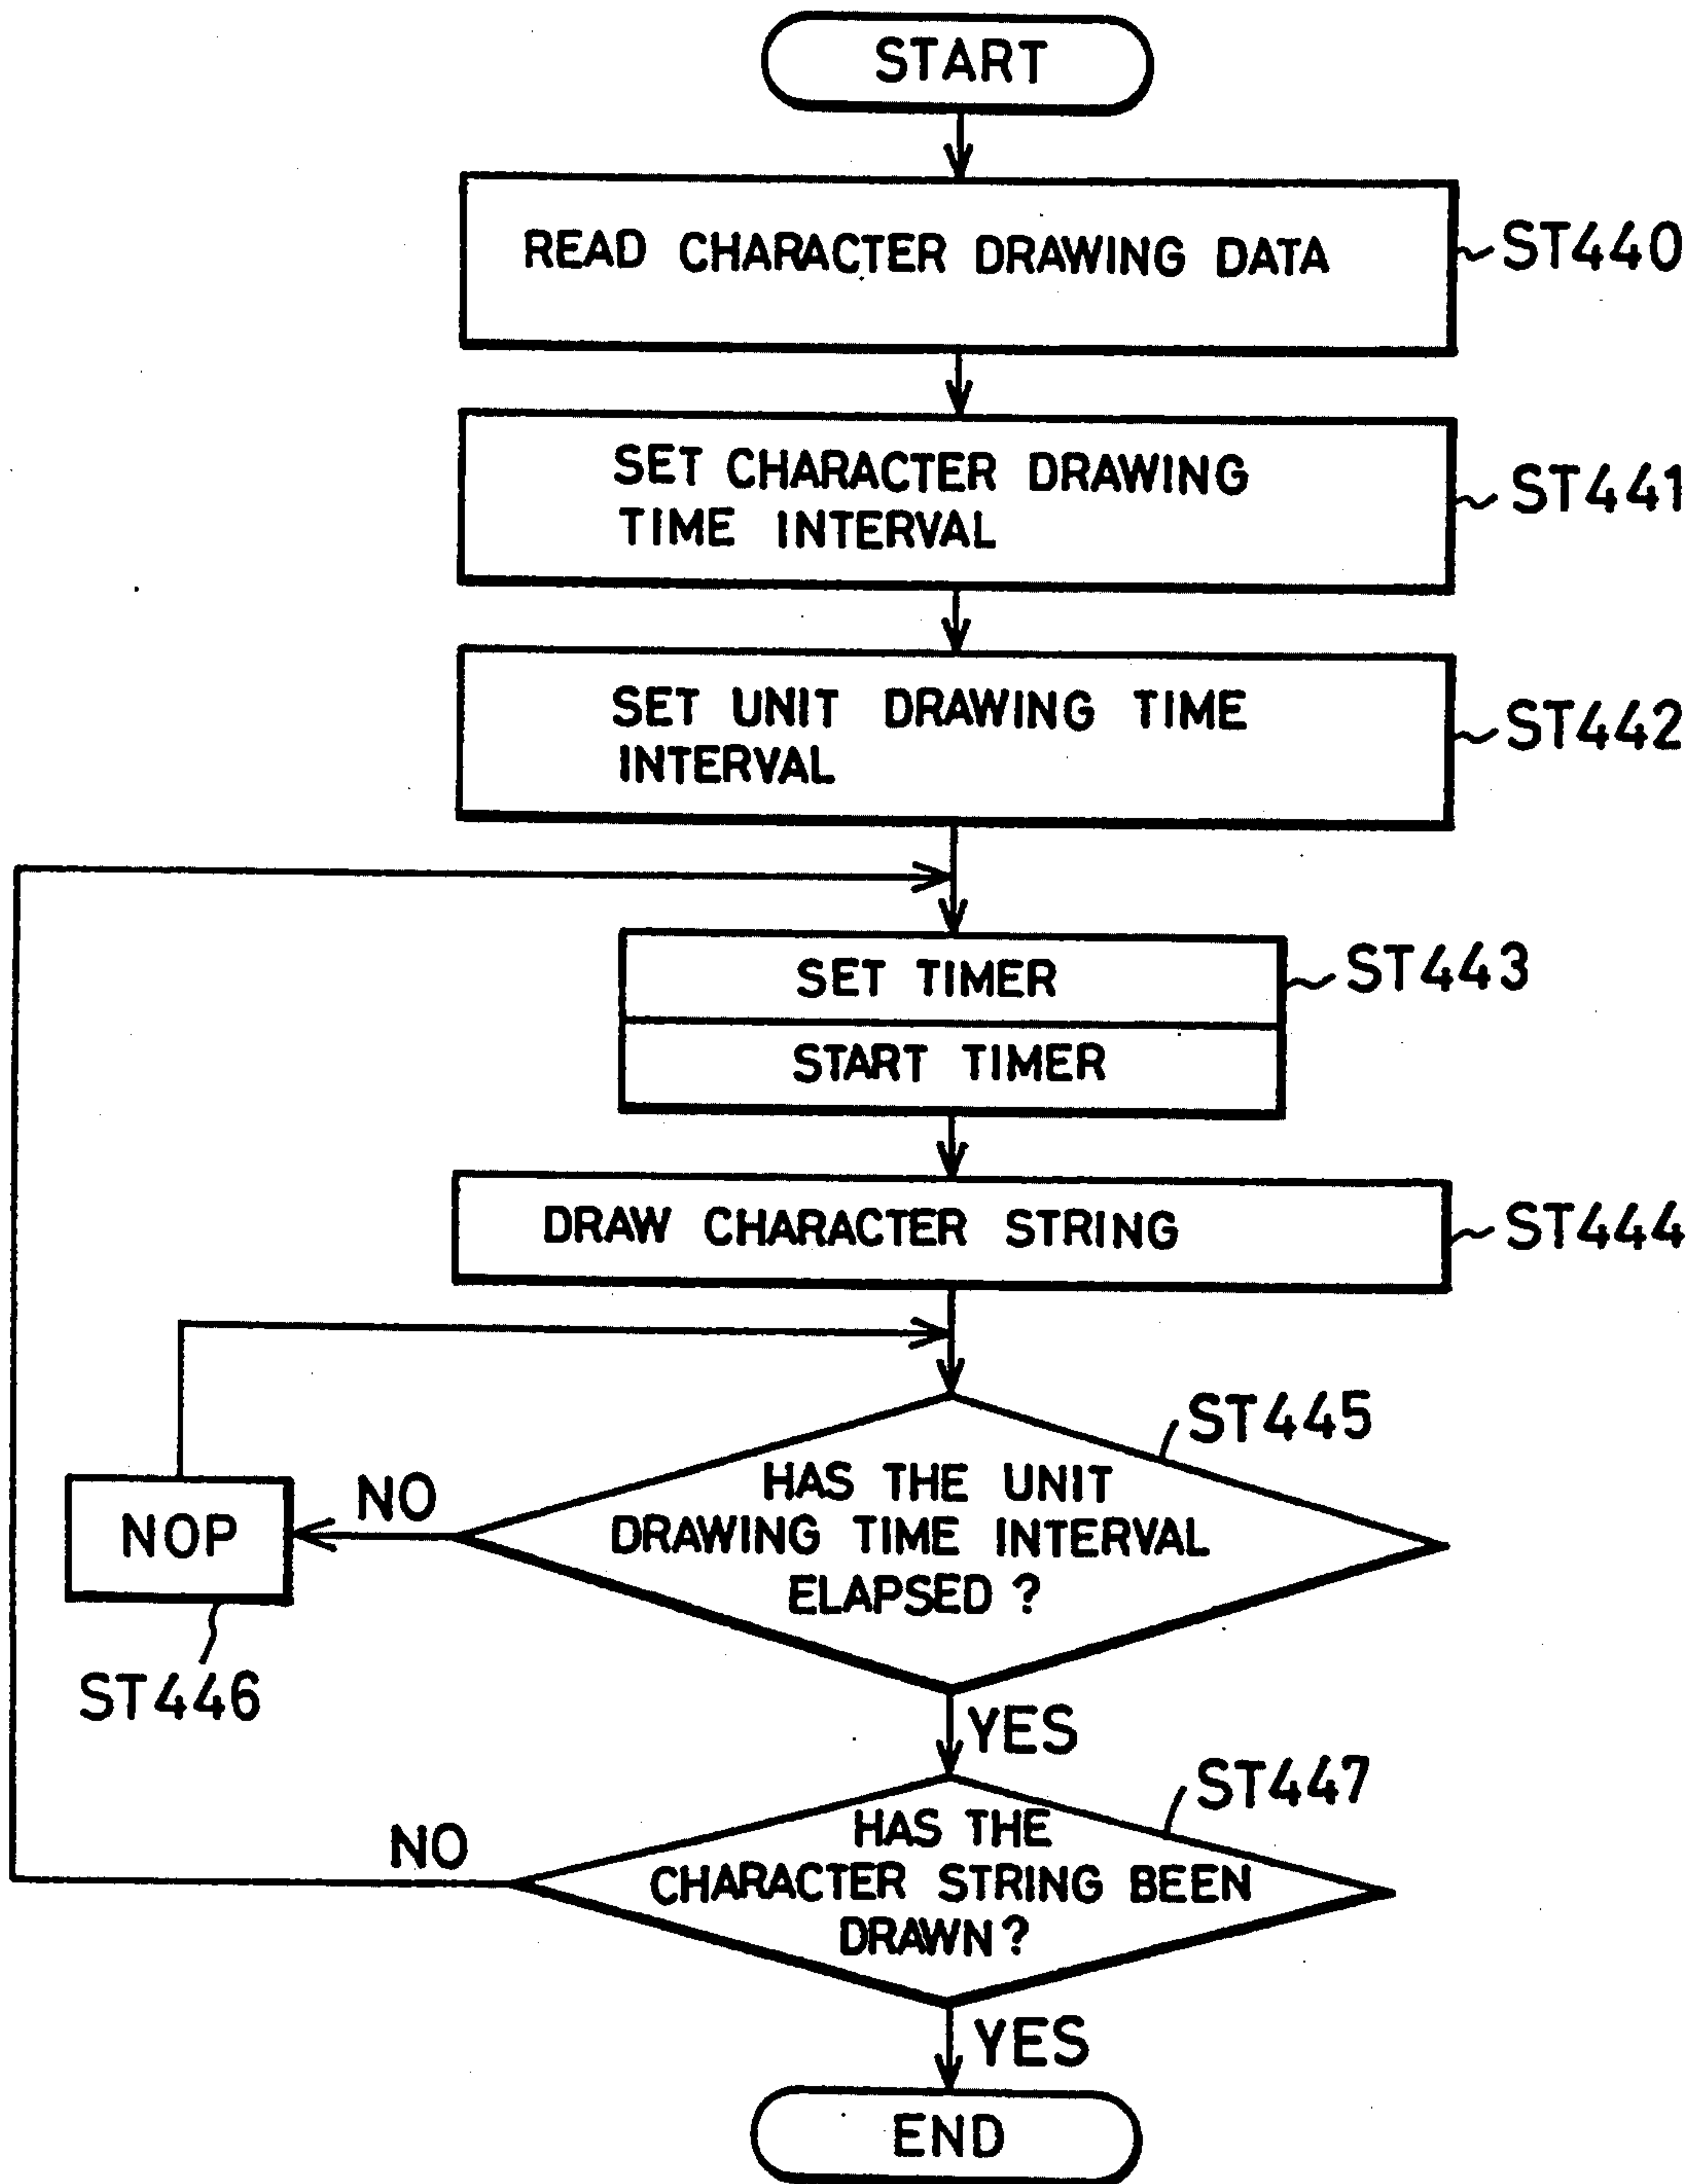 START
READ CHARACTER DRAWING DATA
ST440
SET CHARACTER DRAWING
TIME INTERVAL
ST441
SET UNIT DRAWING TIME
INTERVAL
ST442
SET TIMER
ST443
START TIMER
DRAW CHARACTER STRING
ST444
ST445
HAS THE UNIT
DRAWING TIME INTERVAL
ELAPSED ?
NO
NOP
ST446
YES
ST447
HAS THE
CHARACTER STRING BEEN
DRAWN ?
NO
YES
END